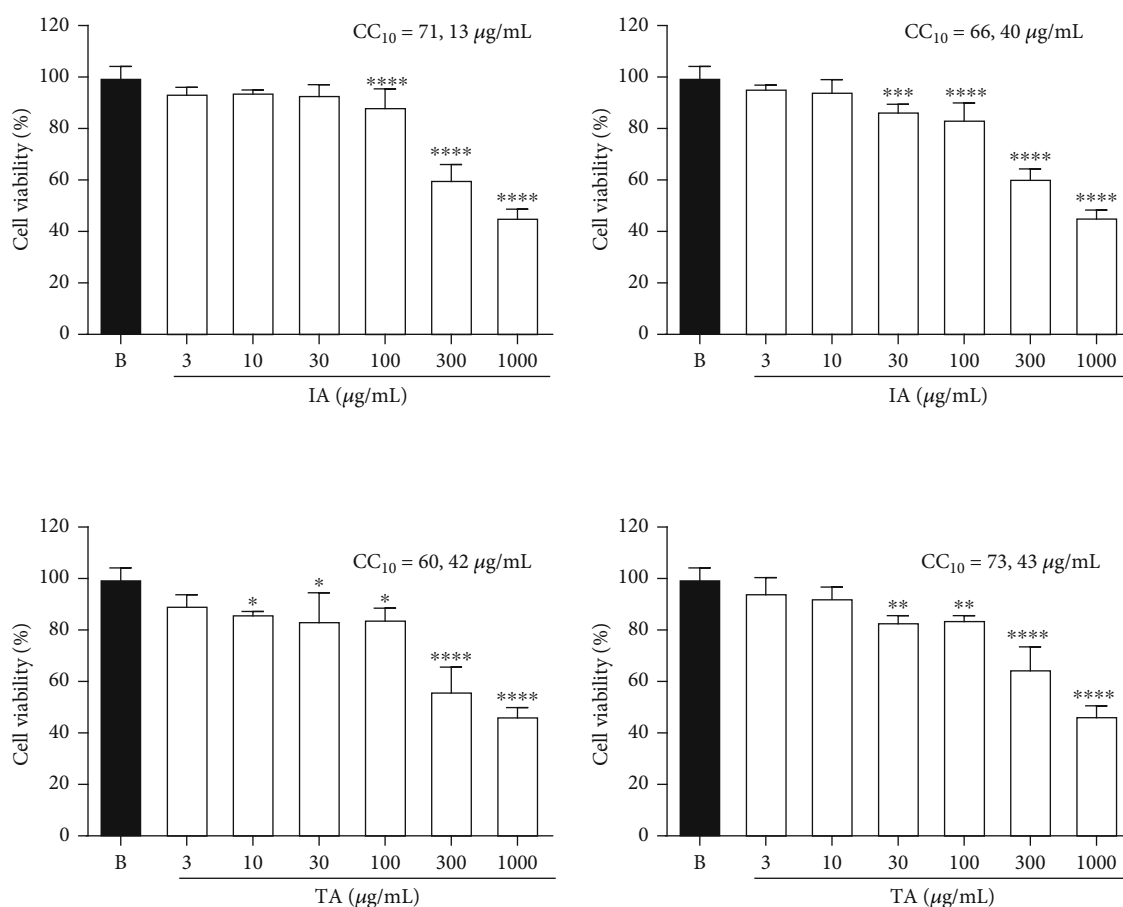 CC10 = 71, 13 μg/mL
120
100
80
60
40
20
0
Cell viability (%)
****
****
****
B 3 10 30 100 300 1000
IA (μg/mL)
CC10 = 66, 40 μg/mL
120
100
80
60
40
20
0
Cell viability (%)
***
****
****
****
B 3 10 30 100 300 1000
IA (μg/mL)
CC10 = 60, 42 μg/mL
120
100
80
60
40
20
0
Cell viability (%)
*
*
*
****
****
B 3 10 30 100 300 1000
TA (μg/mL)
CC10 = 73, 43 μg/mL
120
100
80
60
40
20
0
Cell viability (%)
**
**
****
****
B 3 10 30 100 300 1000
TA (μg/mL)